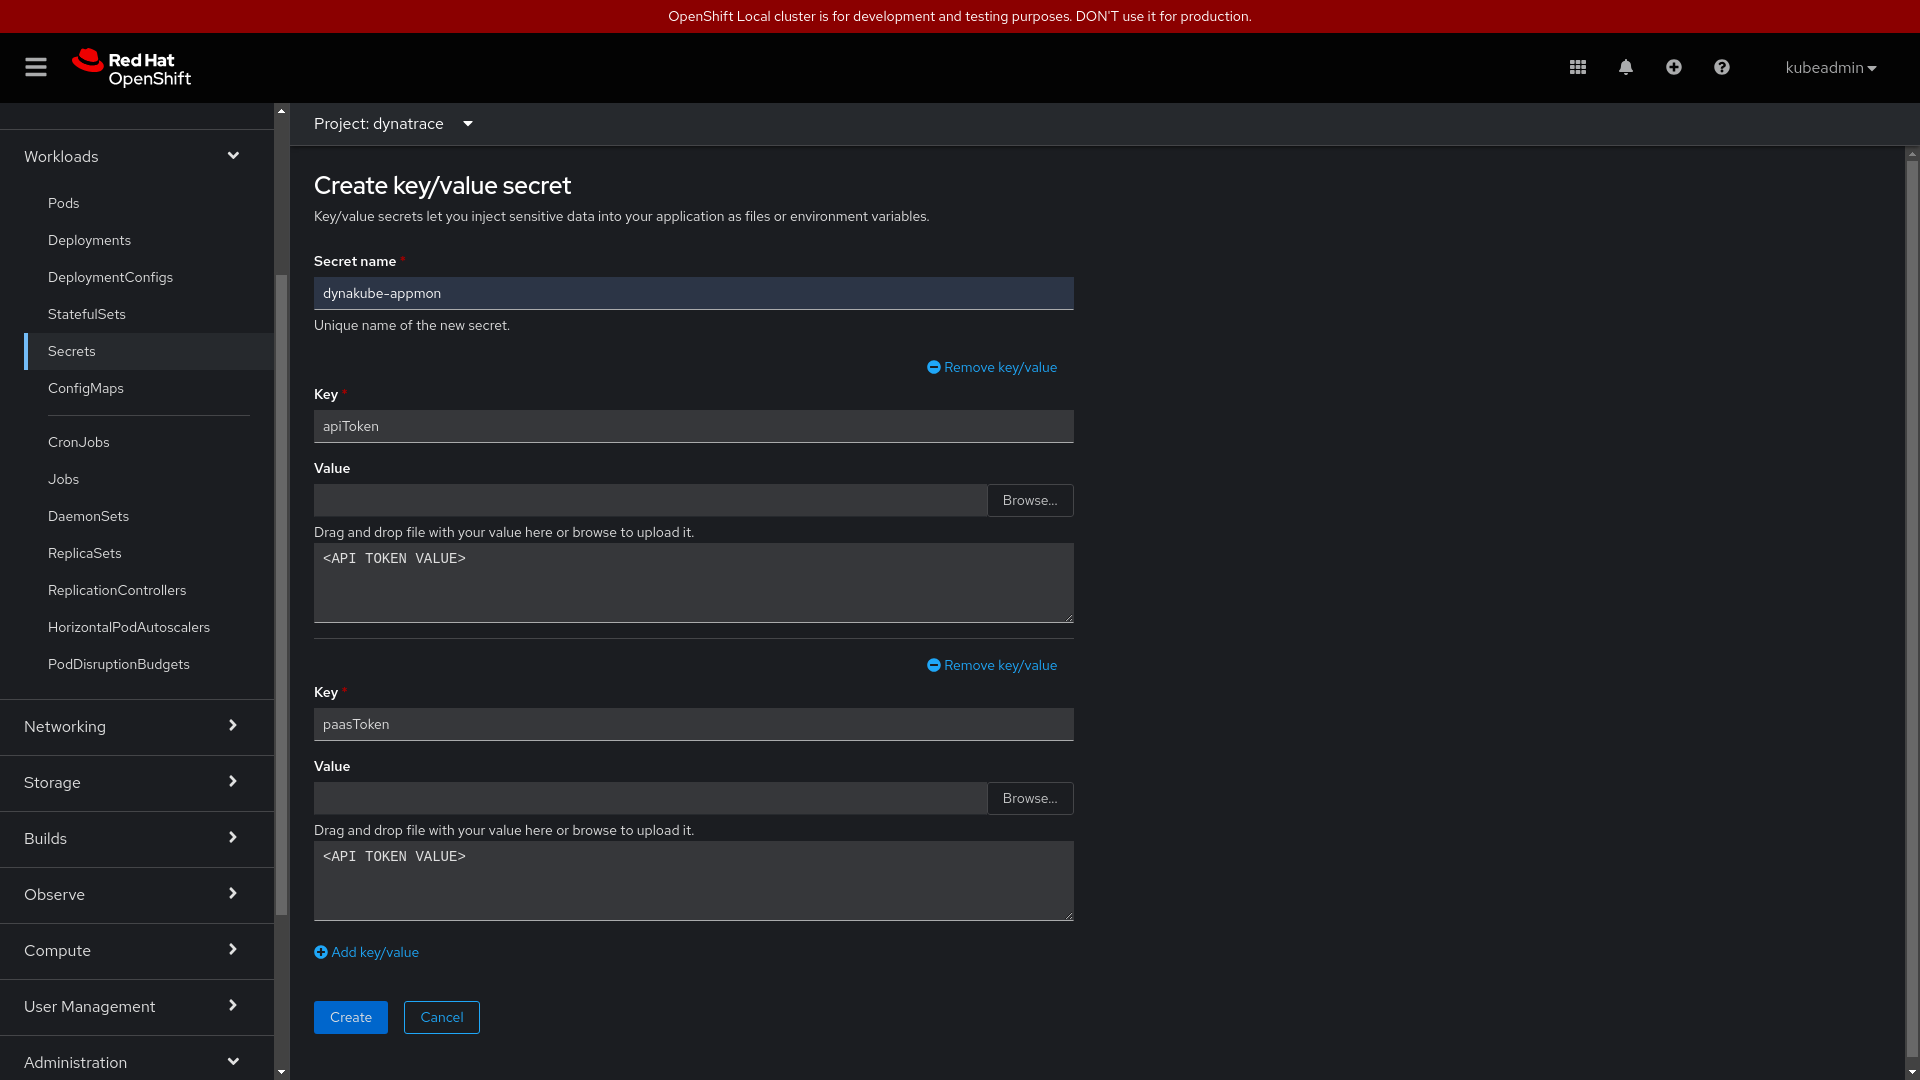 OpenShift Local cluster is for development and testing purposes. DON'T use it for production.
Red Hat
OpenShift
kubeadmin
Project: dynatrace
Workloads
Pods
Deployments
DeploymentConfigs
StatefulSets
Secrets
ConfigMaps
CronJobs
Jobs
DaemonSets
ReplicaSets
ReplicationControllers
HorizontalPodAutoscalers
PodDisruptionBudgets
Networking
Storage
Builds
Observe
Compute
User Management
Administration
Create key/value secret
Key/value secrets let you inject sensitive data into your application as files or environment variables.
Secret name *
dynakube-appmon
Unique name of the new secret.
Remove key/value
Key *
apiToken
Value
Browse...
Drag and drop file with your value here or browse to upload it.
<API TOKEN VALUE>
Remove key/value
Key *
paasToken
Value
Browse...
Drag and drop file with your value here or browse to upload it.
<API TOKEN VALUE>
Add key/value
Create
Cancel